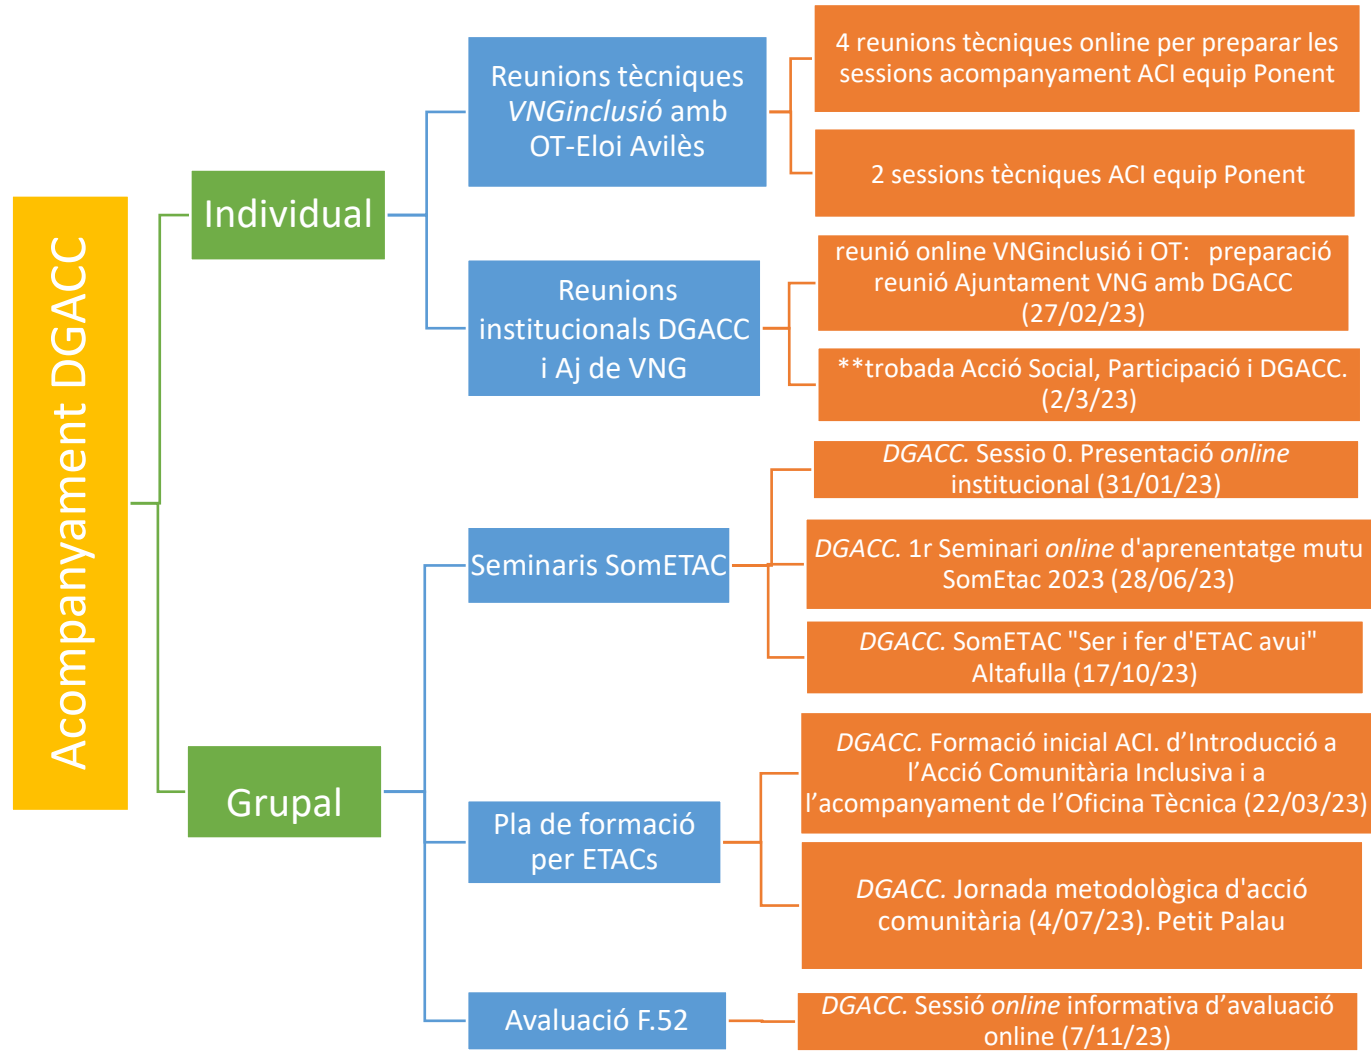 Acompanyament DGACC
Individual
Reunions tècniques
VNGinclusió amb
OT-Eloi Avilès
4 reunions tècniques online per preparar les
sessions acompanyament ACI equip Ponent
2 sessions tècniques ACI equip Ponent
Reunions
institucionals DGACC
i Aj de VNG
reunió online VNGinclusió i OT: preparació
reunió Ajuntament VNG amb DGACC
(27/02/23)
**trobada Acció Social, Participació i DGACC.
(2/3/23)
Grupal
Seminaris SomETAC
DGACC. Sessio 0. Presentació online
institucional (31/01/23)
DGACC. 1r Seminari online d'aprenentatge mutu
SomEtac 2023 (28/06/23)
DGACC. SomETAC "Ser i fer d'ETAC avui"
Altafulla (17/10/23)
Pla de formació
per ETACs
DGACC. Formació inicial ACI. d’Introducció a
l’Acció Comunitària Inclusiva i a
l’acompanyament de l’Oficina Tècnica (22/03/23)
DGACC. Jornada metodològica d'acció
comunitària (4/07/23). Petit Palau
Avaluació F.52
DGACC. Sessió online informativa d’avaluació
online (7/11/23)